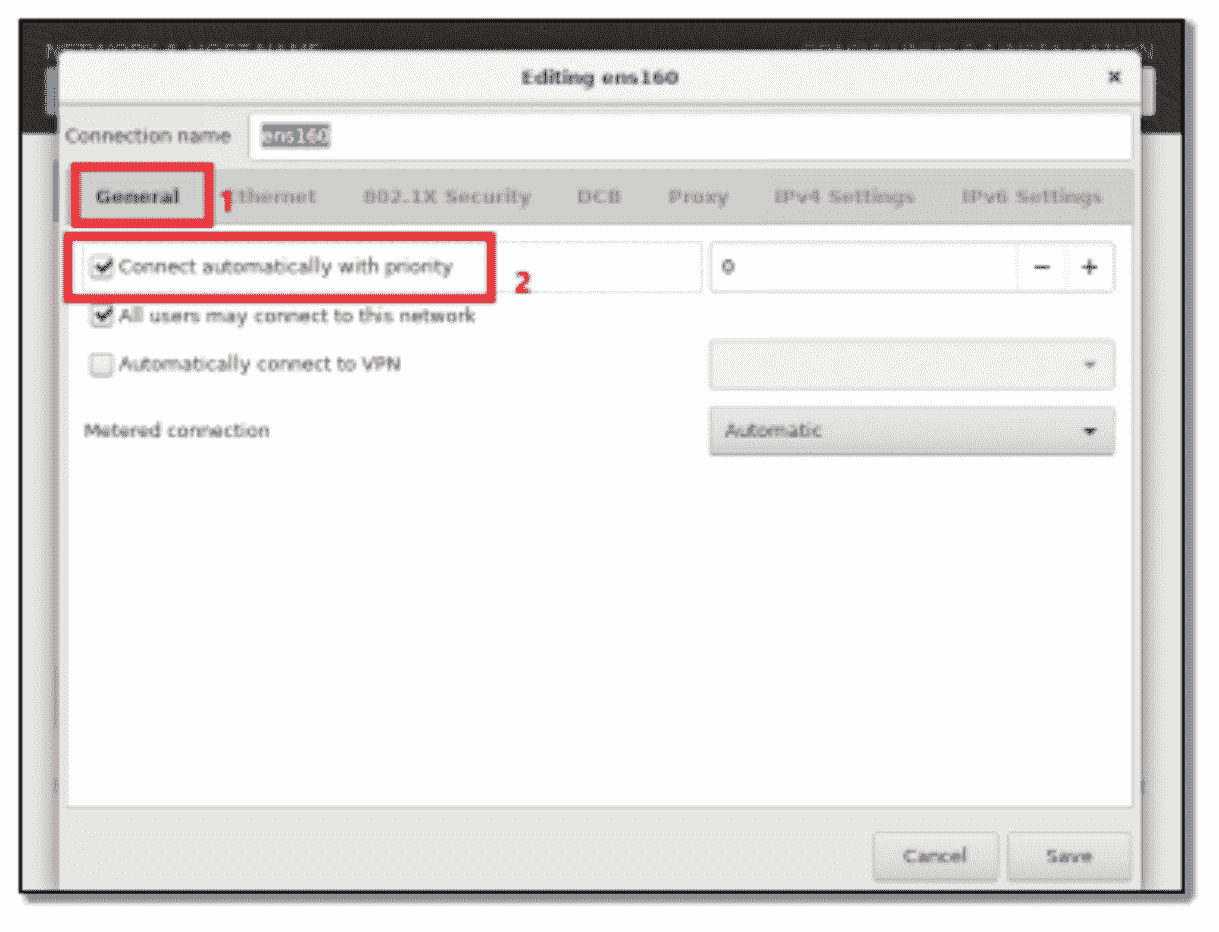 Editing ens160
Connection name ens160
General 1 Ethernet 802.1X Security DCB Proxy IPv4 Settings IPv6 Settings
Connect automatically with priority 2 0 − +
All users may connect to this network
Automatically connect to VPN
Metered connection Automatic
Cancel Save